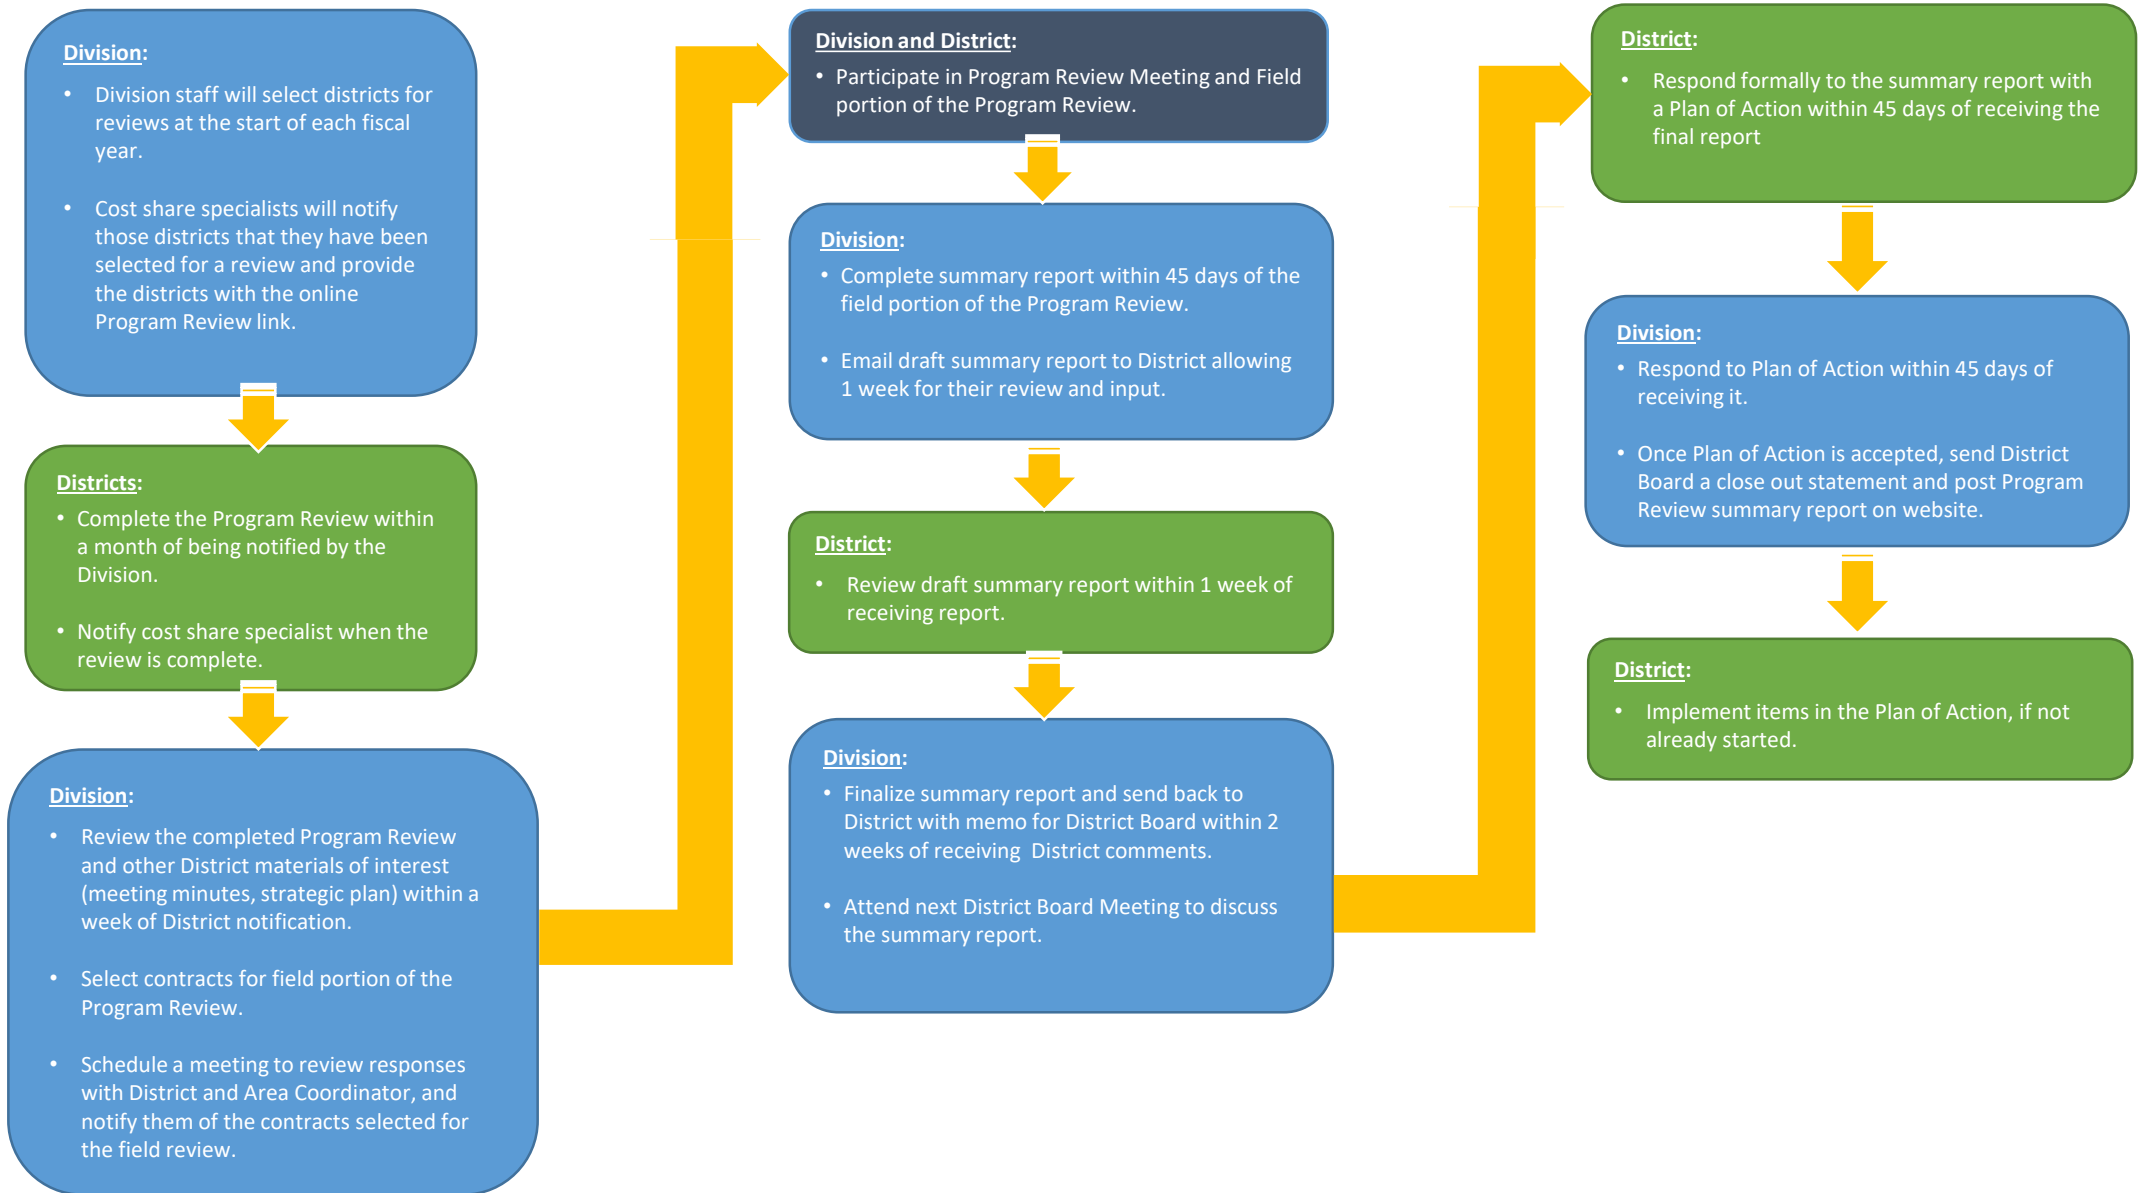 Division:
• Division staff will select districts for
reviews at the start of each fiscal
year.
• Cost share specialists will notify
those districts that they have been
selected for a review and provide
the districts with the online
Program Review link.
Districts:
• Complete the Program Review within
a month of being notified by the
Division.
• Notify cost share specialist when the
review is complete.
Division:
• Review the completed Program Review
and other District materials of interest
(meeting minutes, strategic plan) within a
week of District notification.
• Select contracts for field portion of the
Program Review.
• Schedule a meeting to review responses
with District and Area Coordinator, and
notify them of the contracts selected for
the field review.
Division and District:
• Participate in Program Review Meeting and Field
portion of the Program Review.
Division:
• Complete summary report within 45 days of the
field portion of the Program Review.
• Email draft summary report to District allowing
1 week for their review and input.
District:
• Review draft summary report within 1 week of
receiving report.
Division:
• Finalize summary report and send back to
District with memo for District Board within 2
weeks of receiving District comments.
• Attend next District Board Meeting to discuss
the summary report.
District:
• Respond formally to the summary report with
a Plan of Action within 45 days of receiving the
final report
Division:
• Respond to Plan of Action within 45 days of
receiving it.
• Once Plan of Action is accepted, send District
Board a close out statement and post Program
Review summary report on website.
District:
• Implement items in the Plan of Action, if not
already started.